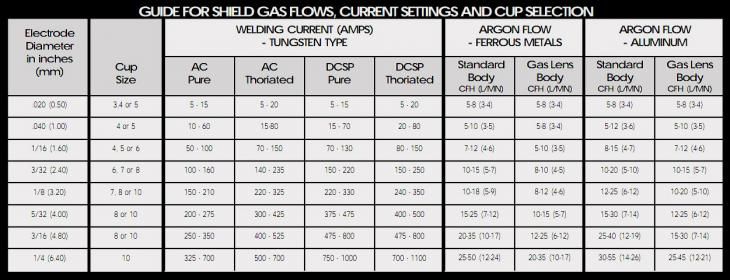 GUIDE FOR SHIELD GAS FLOWS, CURRENT SETTINGS AND CUP SELECTION
Electrode Diameter in inches (mm) Cup Size WELDING CURRENT (AMPS) - TUNGSTEN TYPE ARGON FLOW - FERROUS METALS ARGON FLOW - ALUMINUM
AC Pure AC Thoriated DCSP Pure DCSP Thoriated Standard Body CFH (L/MN) Gas Lens Body CFH (L/MN) Standard Body CFH (L/MN) Gas Lens Body CFH (L/MN)
.020 (0.50) 3,4 or 5 5 - 15 5 - 20 5 - 15 5 - 20 5-8 (3-4) 5-8 (3-4) 5-8 (3-4) 5-8 (3-4)
.040 (1.00) 4 or 5 10 - 60 15-80 15 - 70 20 - 80 5-10 (3-5) 5-8 (3-4) 5-12 (3-6) 5-10 (3-5)
1/16 (1.60) 4, 5 or 6 50 - 100 70 - 150 70 - 130 80 - 150 7-12 (4-6) 5-10 (3-5) 8-15 (4-7) 7-12 (4-6)
3/32 (2.40) 6, 7 or 8 100 - 160 140 - 235 150 - 220 150 - 250 10-15 (5-7) 8-10 (4-5) 10-20 (5-10) 10-15 (5-7)
1/8 (3.20) 7, 8 or 10 150 - 210 220 - 325 220 - 330 240 - 350 10-18 (5-9) 8-12 (4-6) 12-25 (6-12) 10-20 (5-10)
5/32 (4.00) 8 or 10 200 - 275 300 - 425 375 - 475 400 - 500 15-25 (7-12) 10-15 (5-7) 15-30 (7-14) 12-25 (6-12)
3/16 (4.80) 8 or 10 250 - 350 400 - 525 475 - 800 475 - 800 20-35 (10-17) 12-25 (6-12) 25-40 (12-19) 15-30 (7-14)
1/4 (6.40) 10 325 - 700 500 - 700 750 - 1000 700 - 1100 25-50 (12-24) 20-35 (10-17) 30-55 (14-26) 25-45 (12-21)